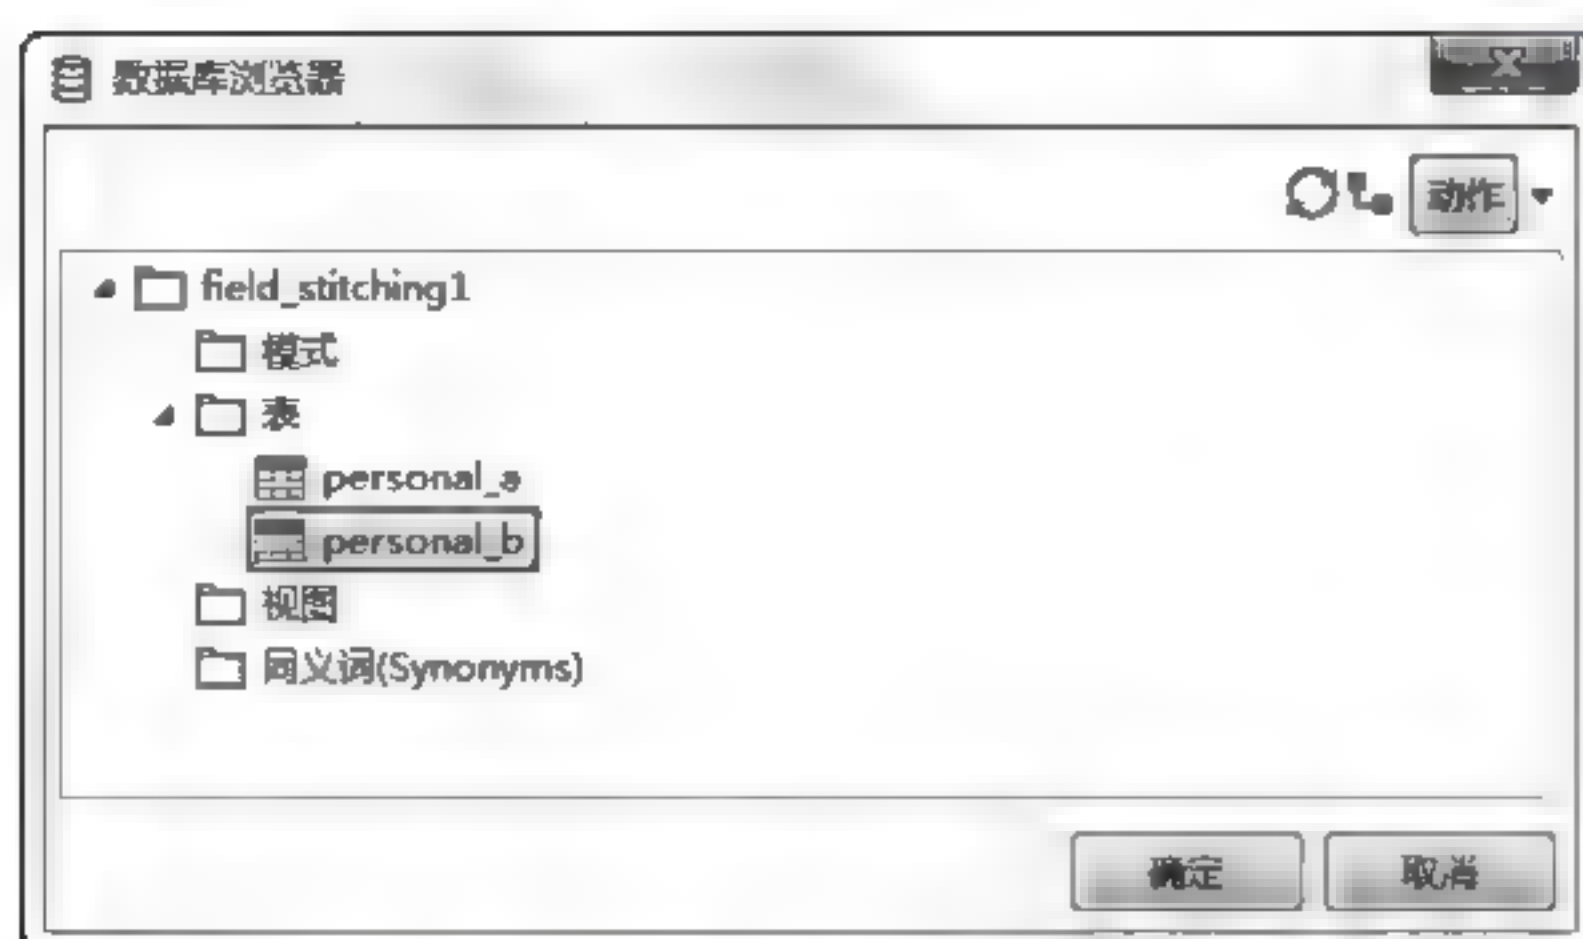 数据库浏览器
动作
field_stitching1
模式
表
personal_a
personal_b
视图
同义词(Synonyms)
确定
取消